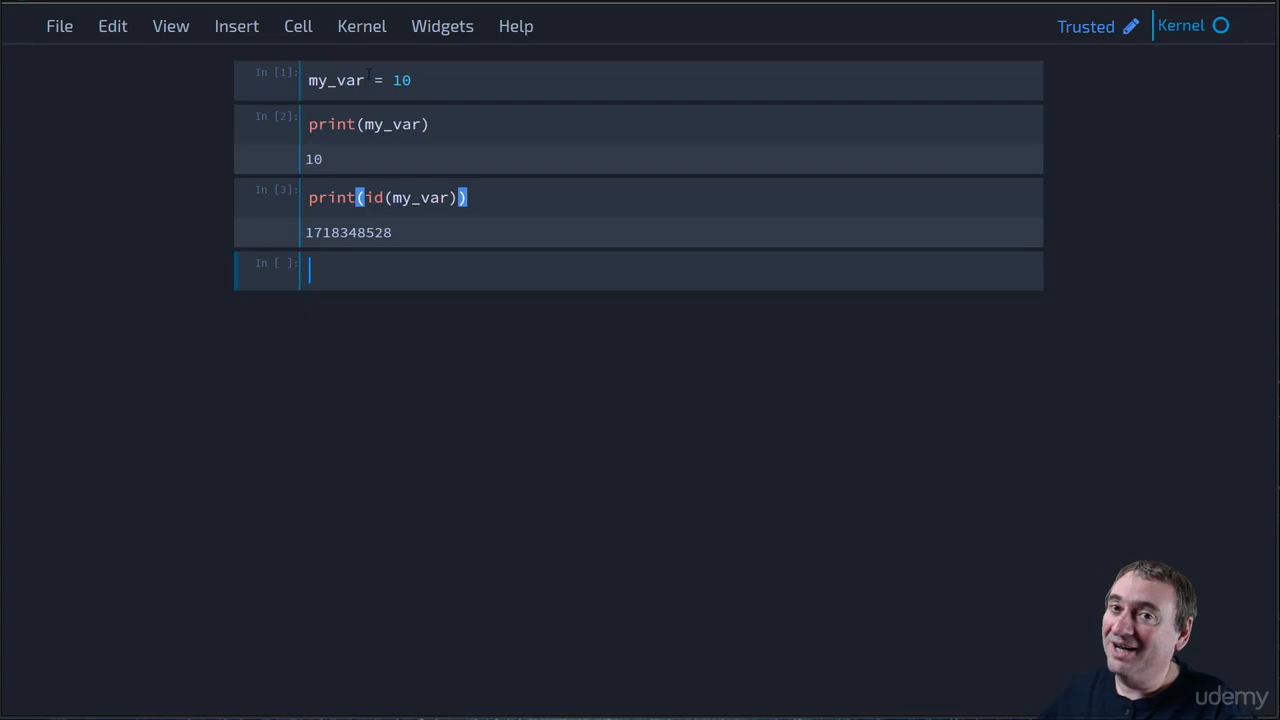 File Edit View Insert Cell Kernel Widgets Help Trusted Kernel
In [1]: my_var = 10
In [2]: print(my_var)
10
In [3]: print(id(my_var))
1718348528
In [ ]:
udemy